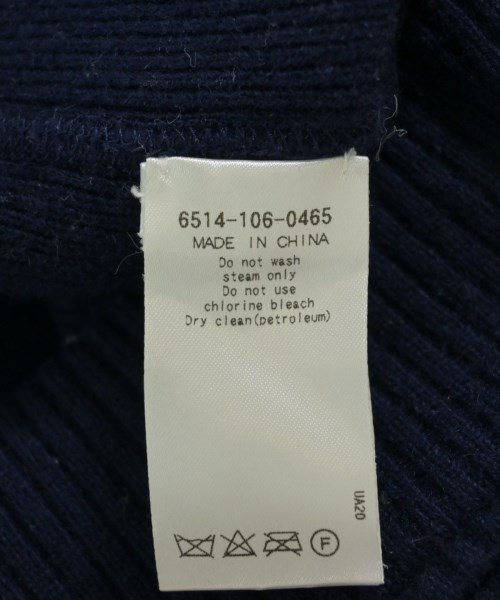 6514-106-0465
MADE IN CHINA
Do not wash
steam only
Do not use
chlorine bleach
Dry clean(petroleum)
UA20
F